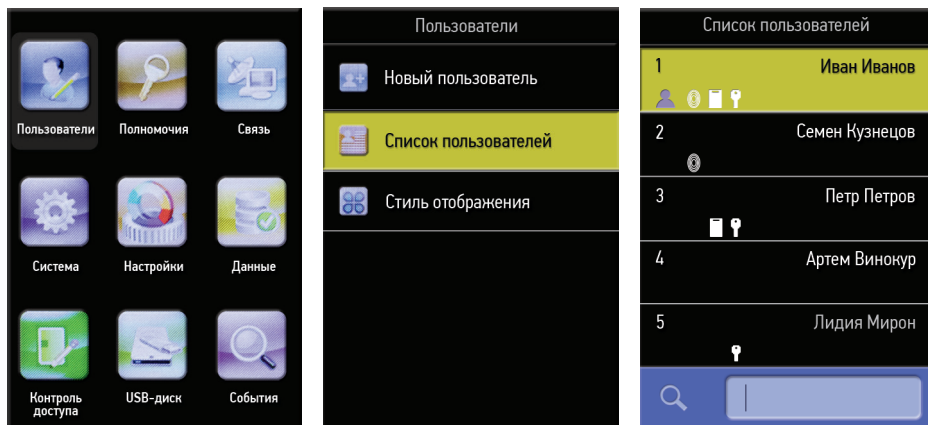 Пользователи
Полномочия
Связь
Система
Настройки
Данные
Контроль
доступа
USB-диск
События
Пользователи
Новый пользователь
Список пользователей
Стиль отображения
Список пользователей
1
Иван Иванов
2
Семен Кузнецов
3
Петр Петров
4
Артем Винокур
5
Лидия Мирон